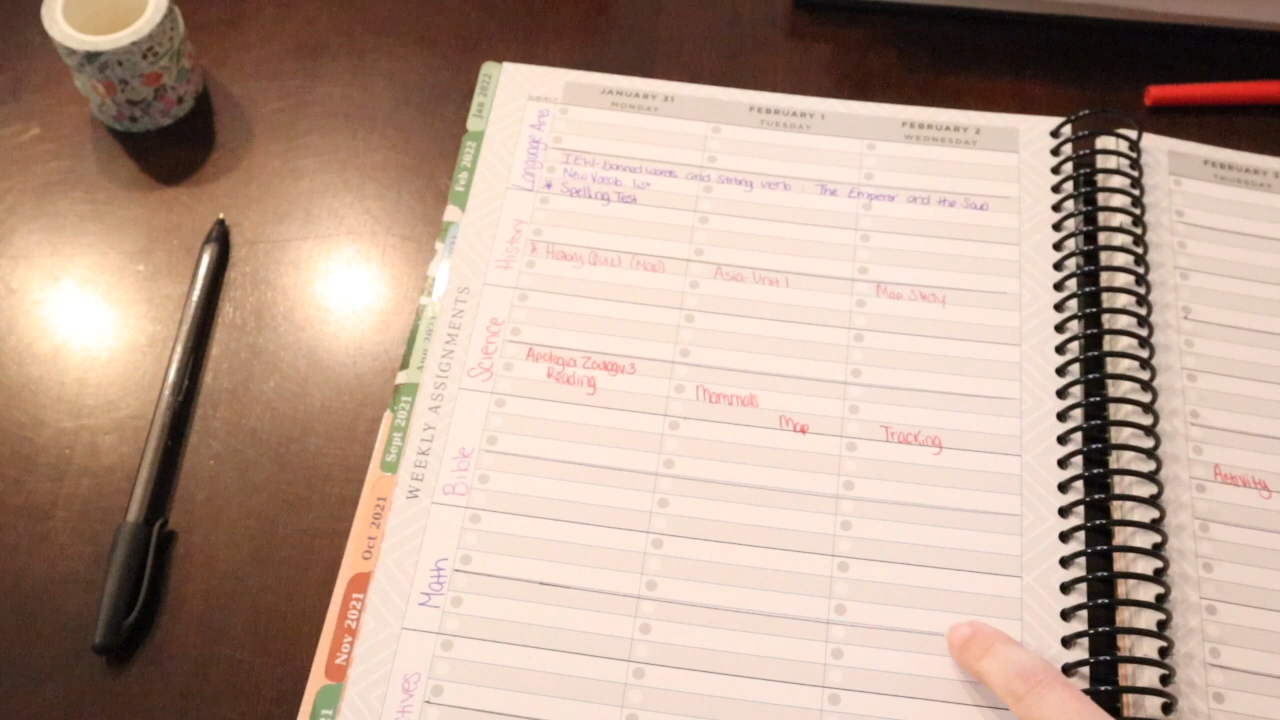 Jan 2022
Feb 2022
Sept 2021
Oct 2021
Nov 2021
WEEKLY ASSIGNMENTS
JANUARY 31
MONDAY
FEBRUARY 1
TUESDAY
FEBRUARY 2
WEDNESDAY
THURSDAY
Language Arts
IEW- banned words and strong verb : The Emperor and the Soup
New Vocab. list
* Spelling Test
History
* History Quiz 1
Asia- Unit 1
Map Study
Science
Apologia Zoology 3
Reading
Mammals
Map
Tracking
Activity
Bible
Math